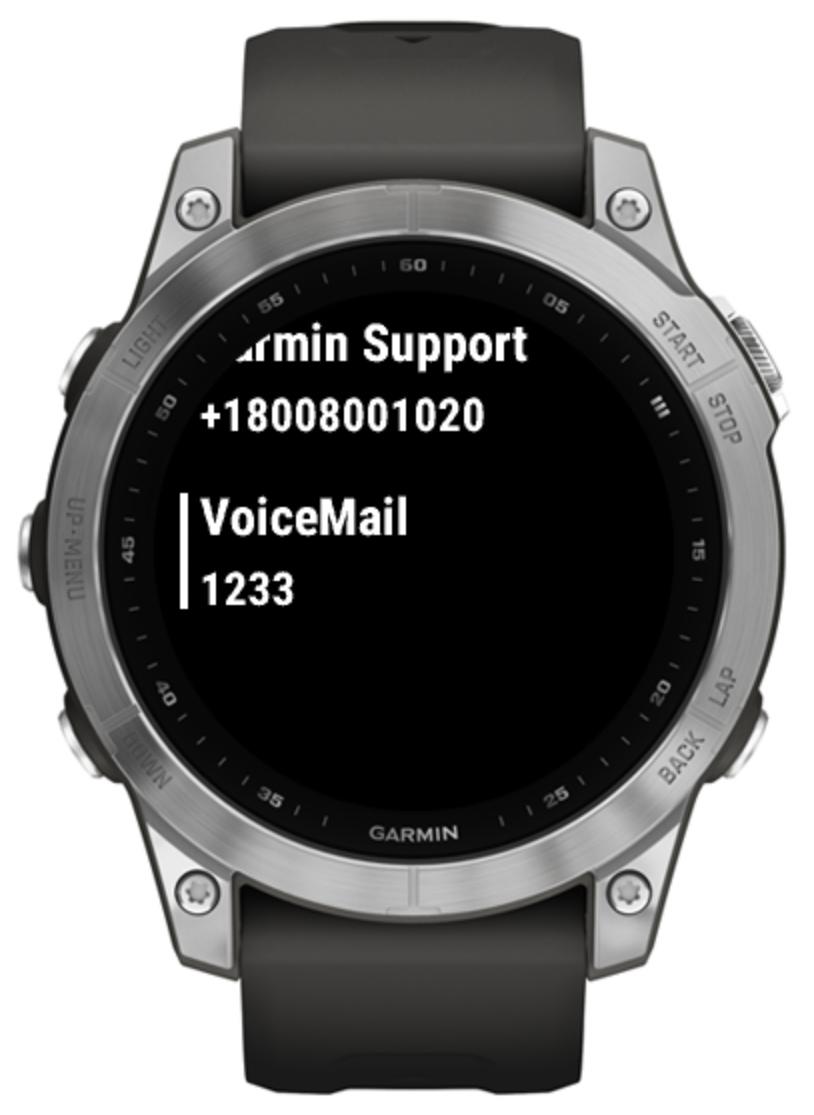 60
55
05
LIGHT
START
armin Support
50
STOP
+18008001020
UP·MENU
VoiceMail
45
15
1233
40
20
LAP
DOWN
BACK
35
25
GARMIN